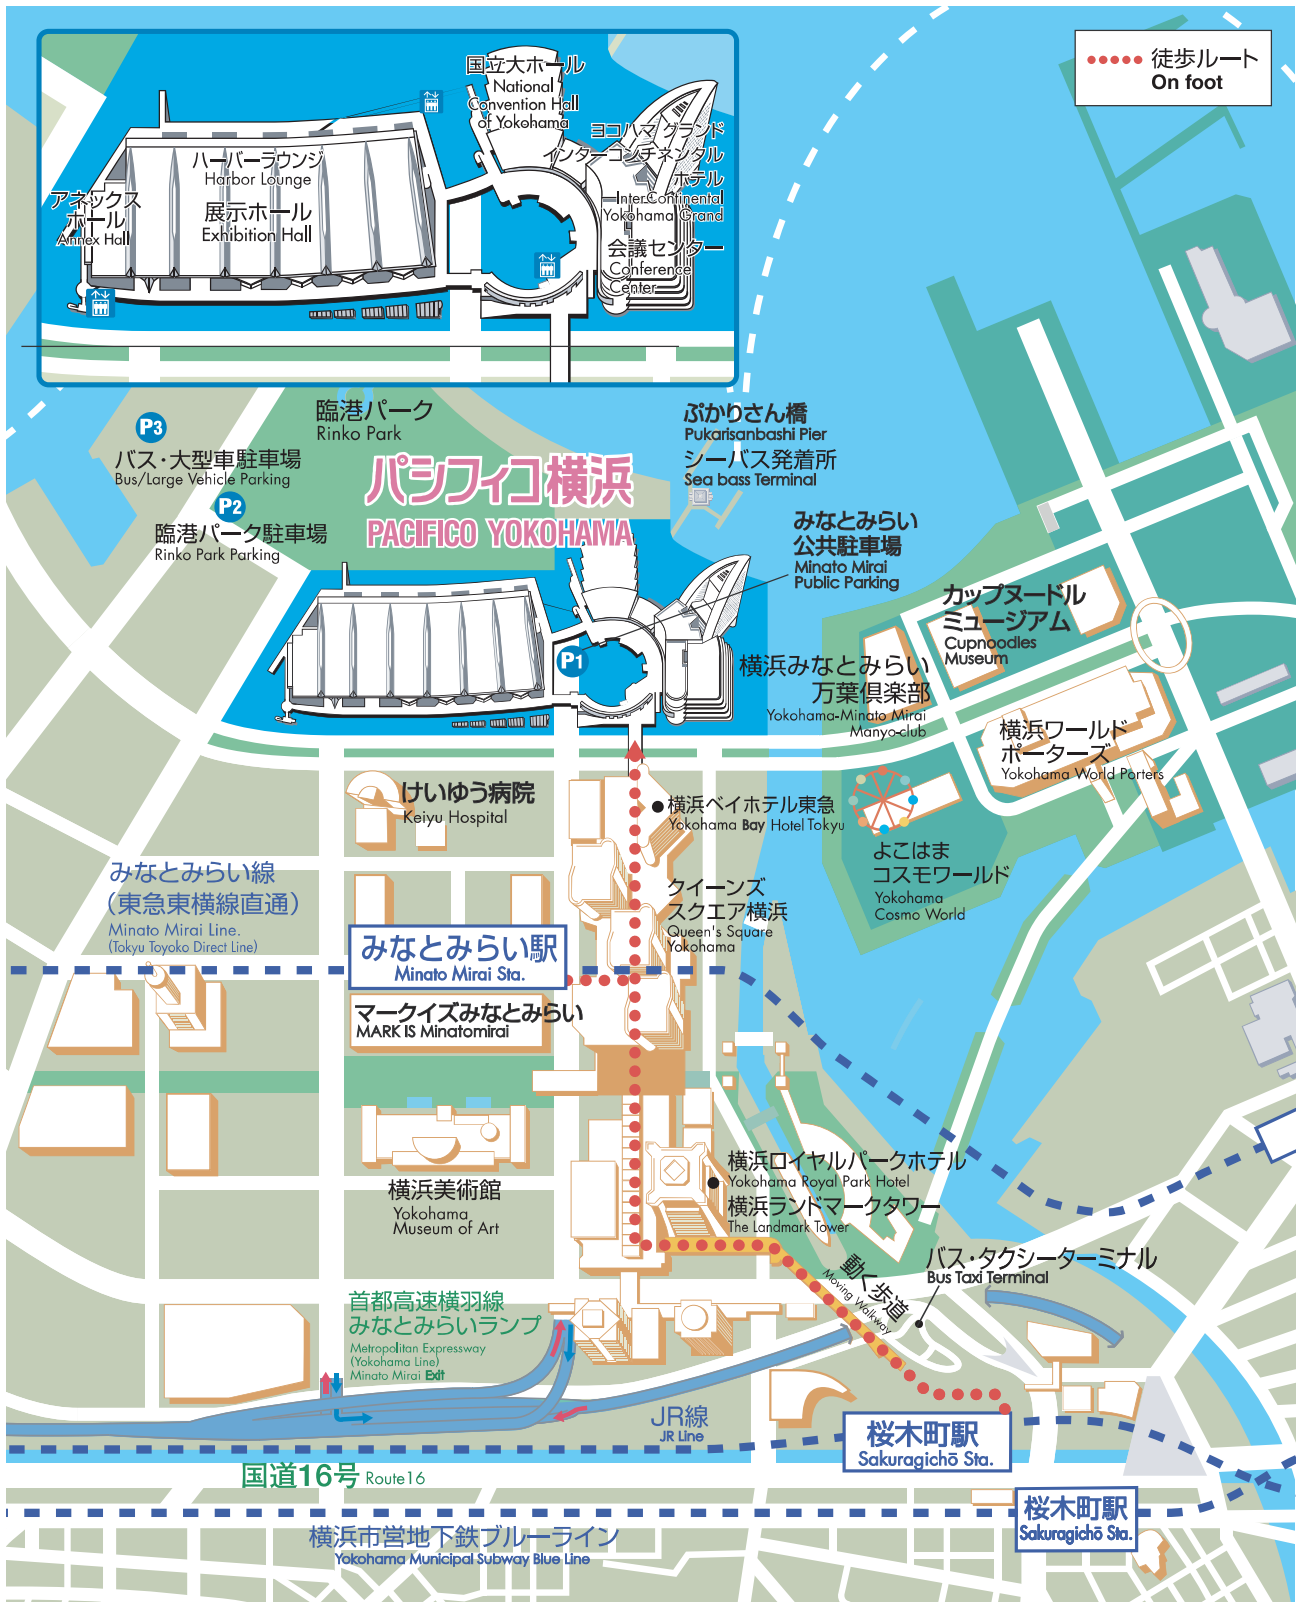 徒歩ルート
On foot
国立大ホール
National
Convention Hall
of Yokohama
ヨコハマ グランド
インターコンチネンタル
ホテル
InterContinental
Yokohama Grand
ハーバーラウンジ
Harbor Lounge
アネックス
ホール
Annex Hall
展示ホール
Exhibition Hall
会議センター
Conference
Center
臨港パーク
Rinko Park
P3
バス・大型車駐車場
Bus/Large Vehicle Parking
P2
臨港パーク駐車場
Rinko Park Parking
パシフィコ横浜
PACIFICO YOKOHAMA
ぷかりさん橋
Pukarisanbashi Pier
シーバス発着所
Sea bass Terminal
みなとみらい
公共駐車場
Minato Mirai
Public Parking
P1
カップヌードル
ミュージアム
Cupnoodles
Museum
横浜みなとみらい
万葉倶楽部
Yokohama-Minato Mirai
Manyo-club
横浜ワールド
ポーターズ
Yokohama World Porters
けいゆう病院
Keiyu Hospital
横浜ベイホテル東急
Yokohama Bay Hotel Tokyu
よこはま
コスモワールド
Yokohama
Cosmo World
みなとみらい線
（東急東横線直通）
Minato Mirai Line.
(Tokyu Toyoko Direct Line)
クイーンズ
スクエア横浜
Queen's Square
Yokohama
みなとみらい駅
Minato Mirai Sta.
マークイズみなとみらい
MARK IS Minatomirai
横浜美術館
Yokohama
Museum of Art
横浜ロイヤルパークホテル
Yokohama Royal Park Hotel
横浜ランドマークタワー
The Landmark Tower
動く歩道
Moving Walkway
バス・タクシーターミナル
Bus Taxi Terminal
首都高速横羽線
みなとみらいランプ
Metropolitan Expressway
(Yokohama Line)
Minato Mirai Exit
JR線
JR Line
桜木町駅
Sakuragichō Sta.
国道16号 Route16
桜木町駅
Sakuragichō Sta.
横浜市営地下鉄ブルーライン
Yokohama Municipal Subway Blue Line